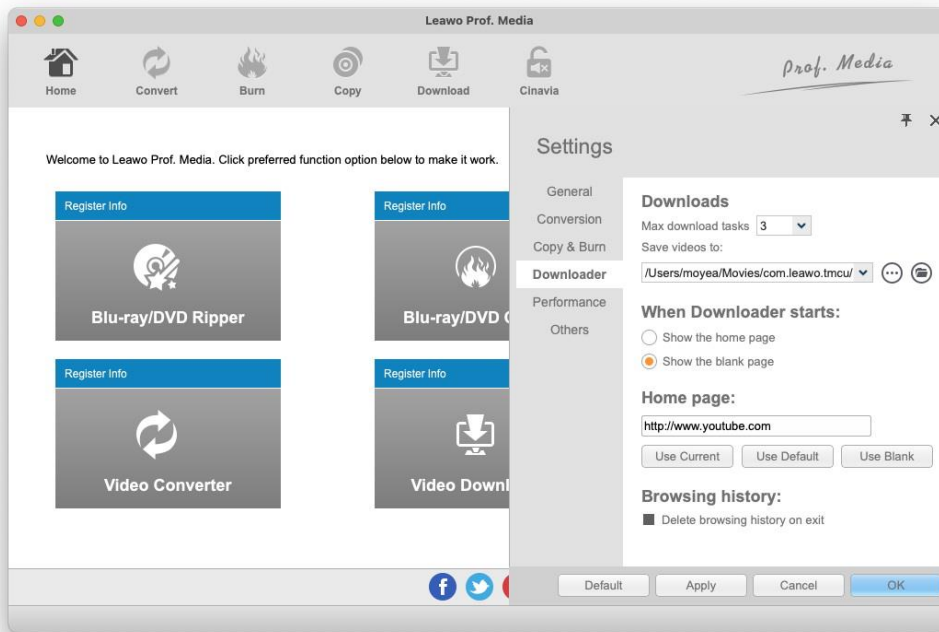 Leawo Prof. Media
Home
Convert
Burn
Copy
Download
Cinavia
Prof. Media
Welcome to Leawo Prof. Media. Click preferred function option below to make it work.
Register Info
Blu-ray/DVD Ripper
Register Info
Blu-ray/DVD
Register Info
Video Converter
Register Info
Video Downl
Settings
General
Conversion
Copy & Burn
Downloader
Performance
Others
Downloads
Max download tasks 3
Save videos to:
/Users/moyea/Movies/com.leawo.tmcu/
When Downloader starts:
Show the home page
Show the blank page
Home page:
http://www.youtube.com
Use Current
Use Default
Use Blank
Browsing history:
Delete browsing history on exit
Default
Apply
Cancel
OK